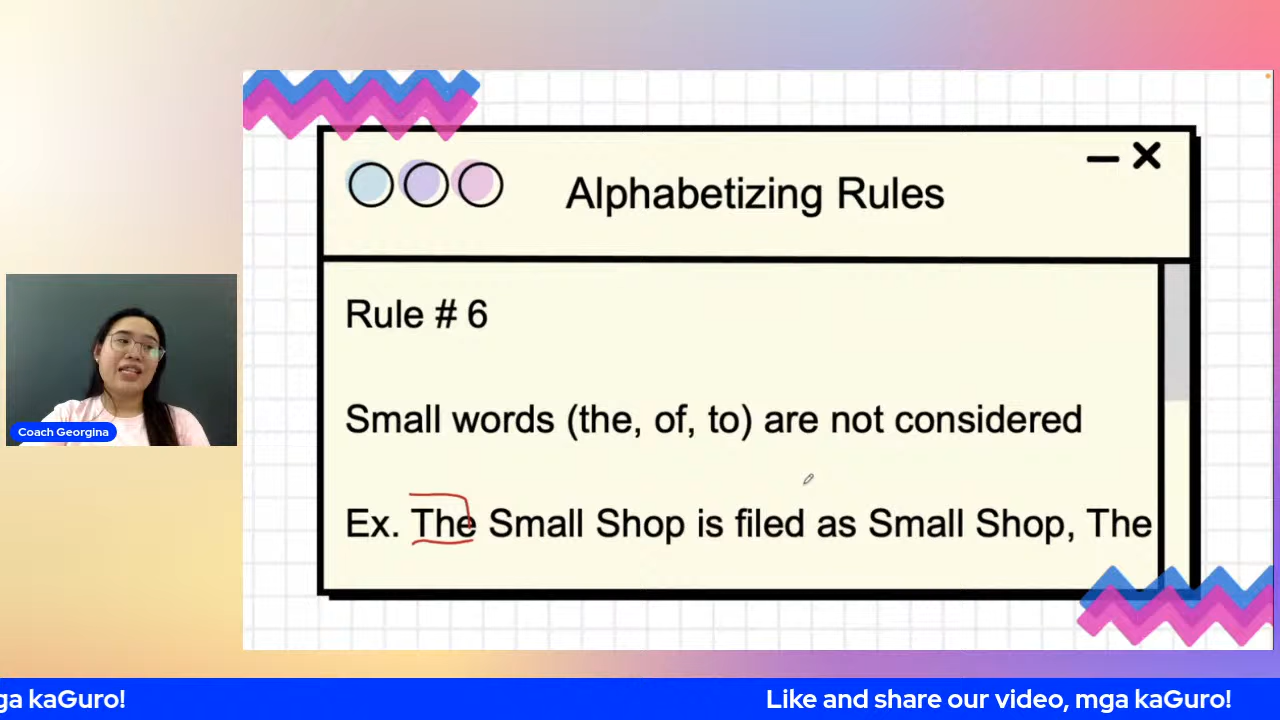 Alphabetizing Rules
Rule # 6
Small words (the, of, to) are not considered
Ex. The Small Shop is filed as Small Shop, The
Coach Georgina
ga kaGuro!
Like and share our video, mga kaGuro!